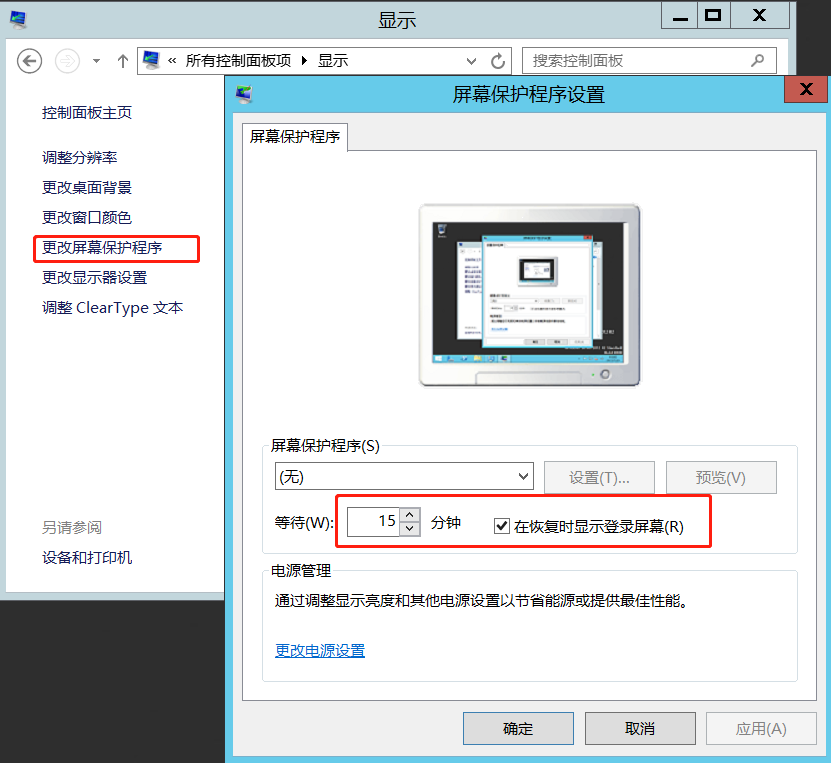 显示
« 所有控制面板项 显示
搜索控制面板
控制面板主页
调整分辨率
更改桌面背景
更改窗口颜色
更改屏幕保护程序
更改显示器设置
调整 ClearType 文本
另请参阅
设备和打印机
屏幕保护程序设置
屏幕保护程序
屏幕保护程序(S)
(无)
设置(T)...
预览(V)
等待(W): 15 分钟
在恢复时显示登录屏幕(R)
电源管理
通过调整显示亮度和其他电源设置以节省能源或提供最佳性能。
更改电源设置
确定
取消
应用(A)